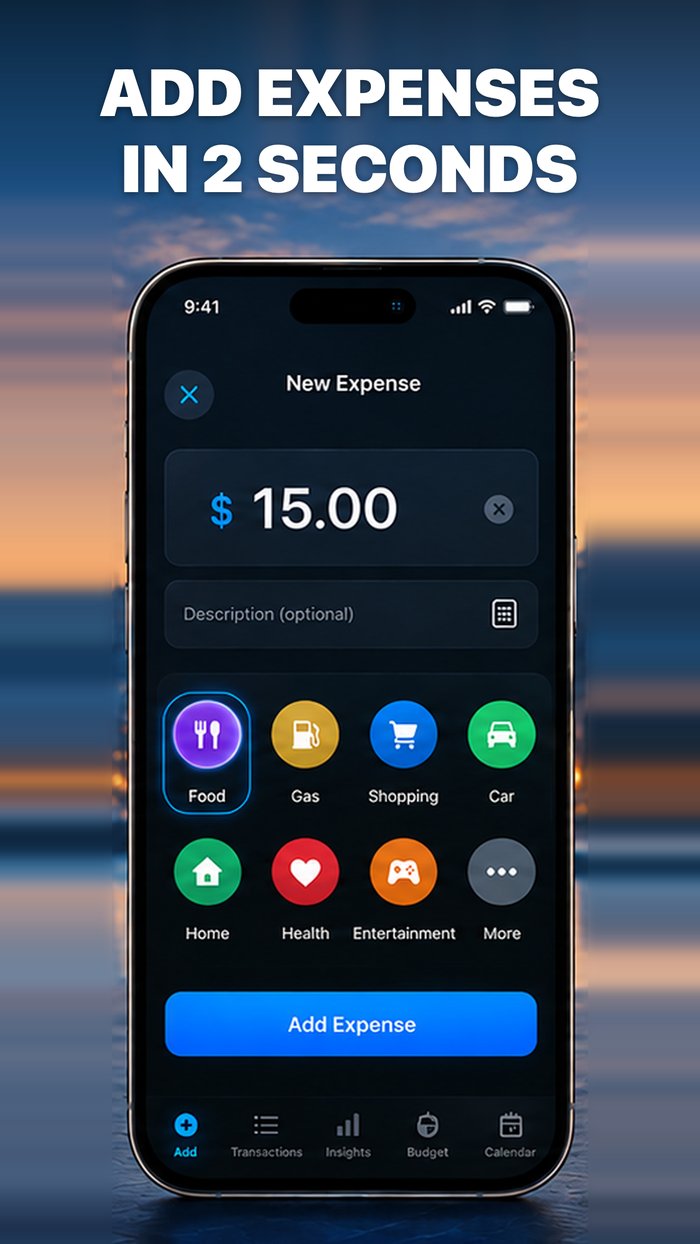 ADD EXPENSES
IN 2 SECONDS
9:41
New Expense
$ 15.00
Description (optional)
Food Gas Shopping Car
Home Health Entertainment More
Add Expense
Add Transactions Insights Budget Calendar